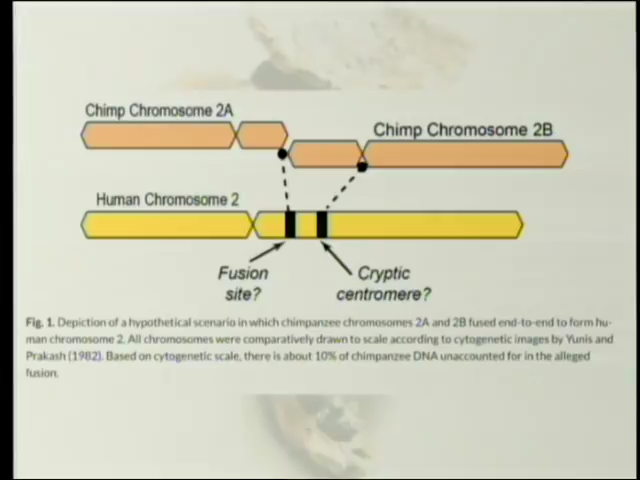 Chimp Chromosome 2A
Chimp Chromosome 2B
Human Chromosome 2
Fusion
site?
Cryptic
centromere?
Fig. 1. Depiction of a hypothetical scenario in which chimpanzee chromosomes 2A and 2B fused end-to-end to form hu-
man chromosome 2. All chromosomes were comparatively drawn to scale according to cytogenetic images by Yunis and
Prakash (1982). Based on cytogenetic scale, there is about 10% of chimpanzee DNA unaccounted for in the alleged
fusion.